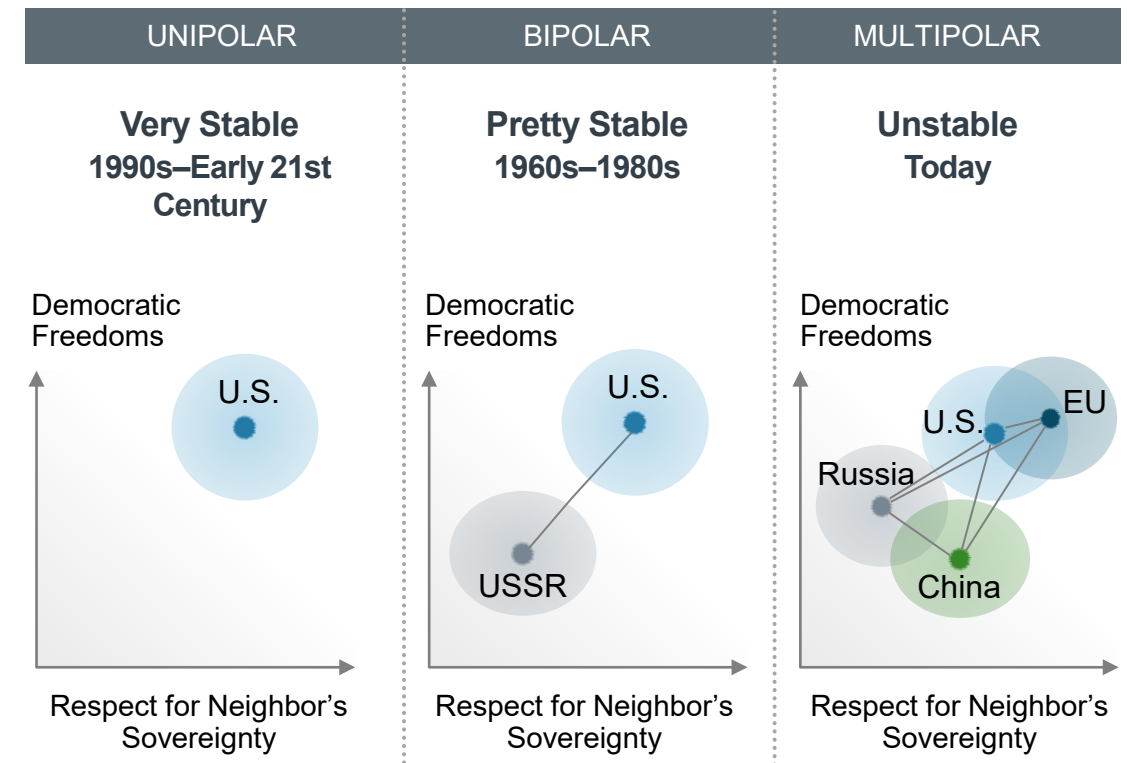 UNIPOLAR
Very Stable
1990s–Early 21st
Century
Democratic
Freedoms
U.S.
Respect for Neighbor’s
Sovereignty
BIPOLAR
Pretty Stable
1960s–1980s
Democratic
Freedoms
U.S.
USSR
Respect for Neighbor’s
Sovereignty
MULTIPOLAR
Unstable
Today
Democratic
Freedoms
EU
U.S.
Russia
China
Respect for Neighbor’s
Sovereignty